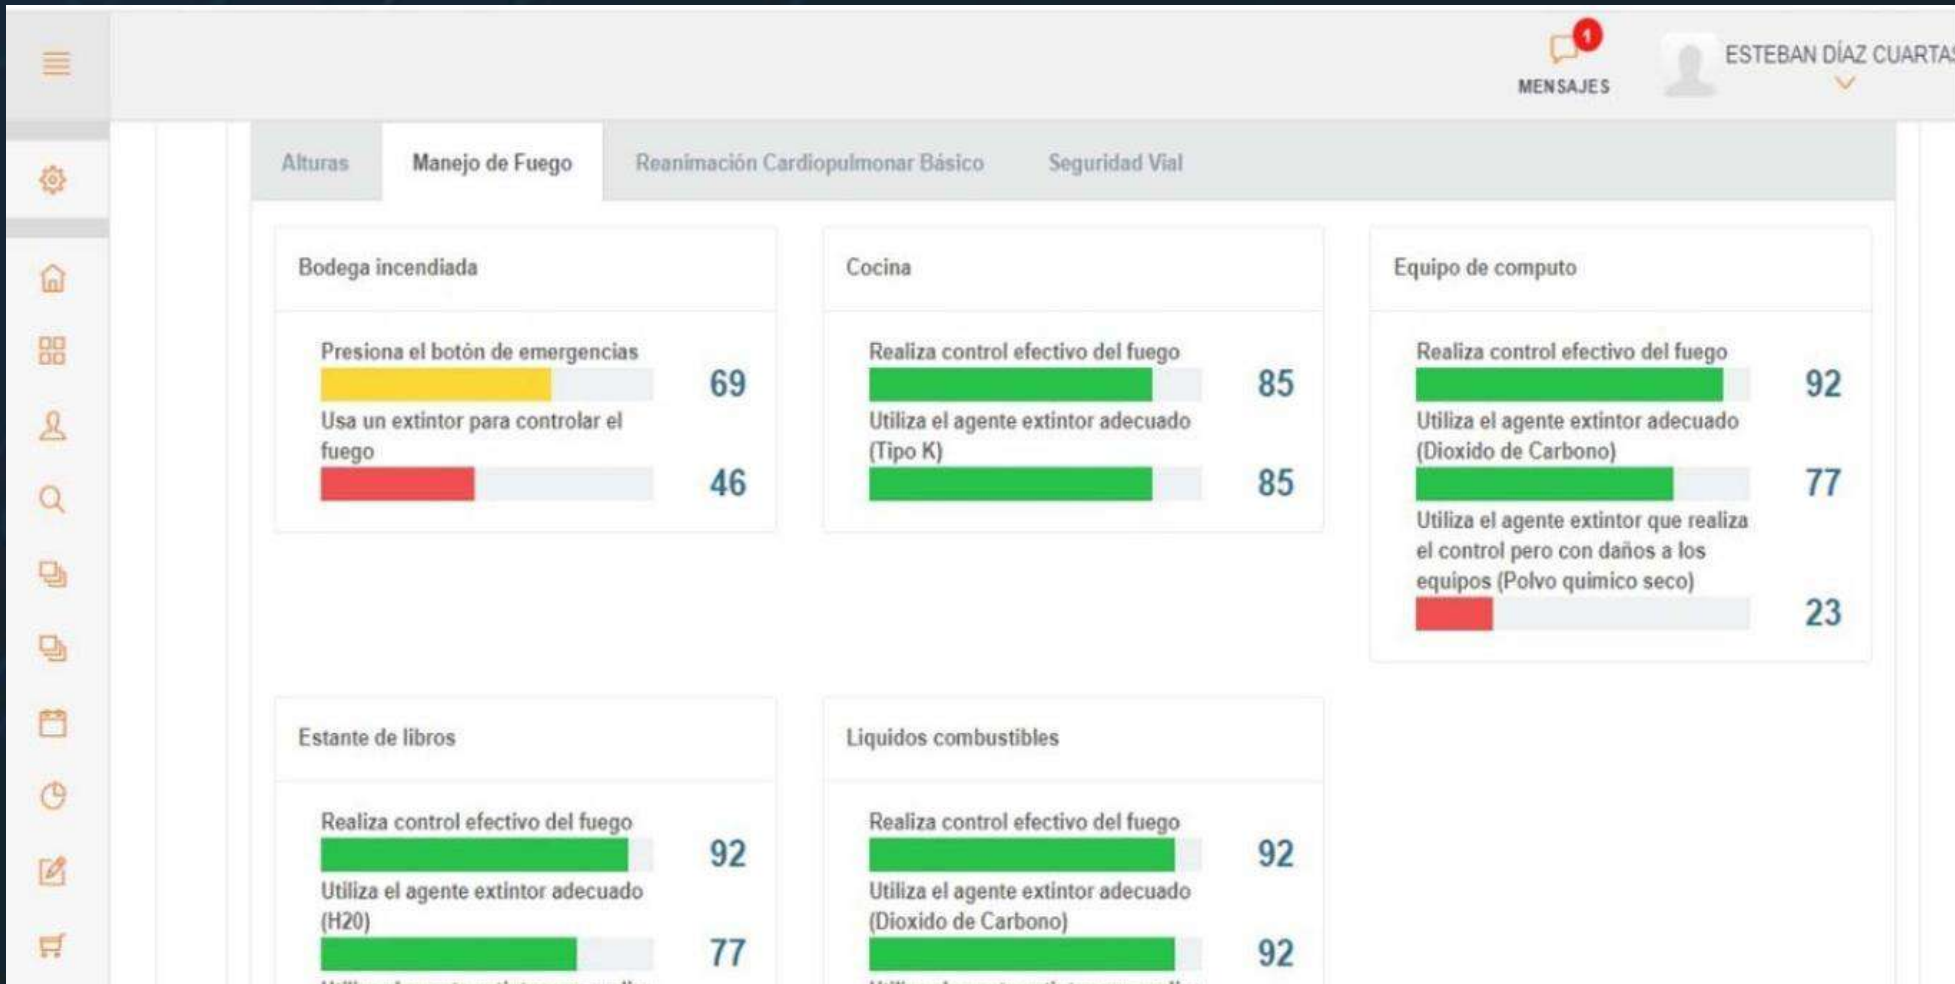 1
MENSAJES
ESTEBAN DÍAZ CUARTAS
Alturas
Manejo de Fuego
Reanimación Cardiopulmonar Básico
Seguridad Vial
Bodega incendiada
Presiona el botón de emergencias
69
Usa un extintor para controlar el
fuego
46
Cocina
Realiza control efectivo del fuego
85
Utiliza el agente extintor adecuado
(Tipo K)
85
Equipo de computo
Realiza control efectivo del fuego
92
Utiliza el agente extintor adecuado
(Dioxido de Carbono)
77
Utiliza el agente extintor que realiza
el control pero con daños a los
equipos (Polvo quimico seco)
23
Estante de libros
Realiza control efectivo del fuego
92
Utiliza el agente extintor adecuado
(H20)
77
Liquidos combustibles
Realiza control efectivo del fuego
92
Utiliza el agente extintor adecuado
(Dioxido de Carbono)
92